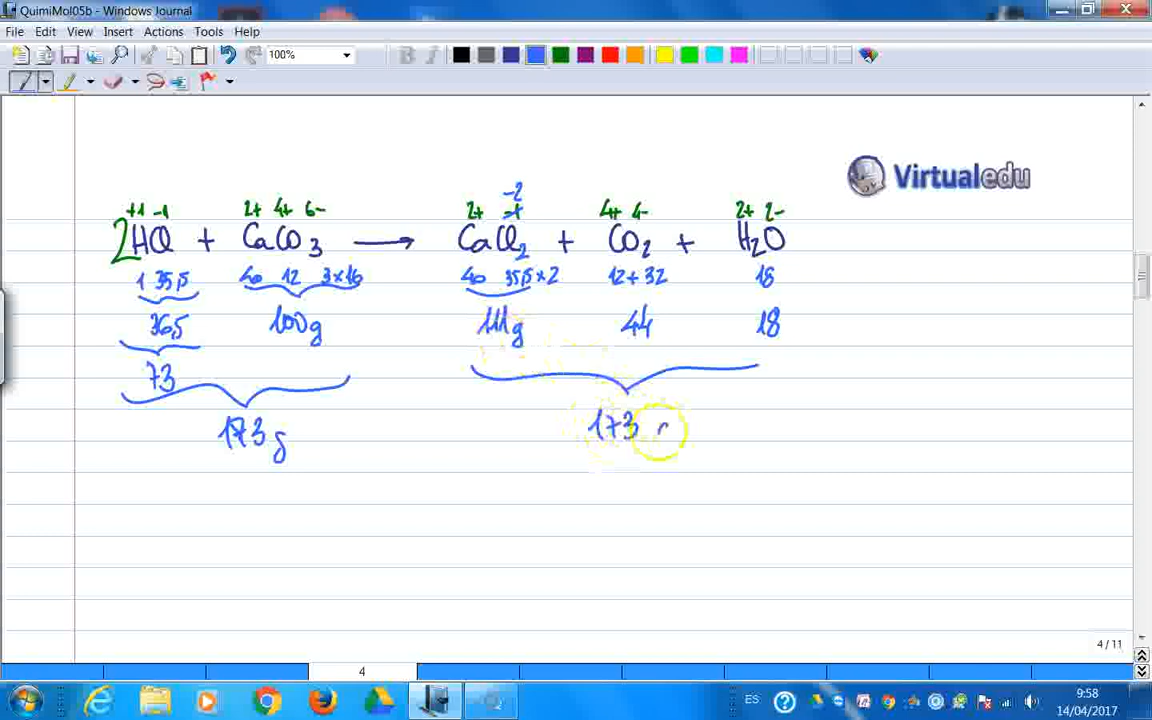 QuimiMol05b - Windows Journal
File Edit View Insert Actions Tools Help
100%
Virtualedu
-2
+1 -1 2+ 4+ 6- 2+ -1 4+ 4- 2+ 2-
2HCl + CaCO3 → CaCl2 + CO2 + H2O
1 35,5 40 12 3×16 40 35,5×2 12+32 18
36,5 100g 111g 44 18
73
173g 173
4/11
4
ES
9:58
14/04/2017